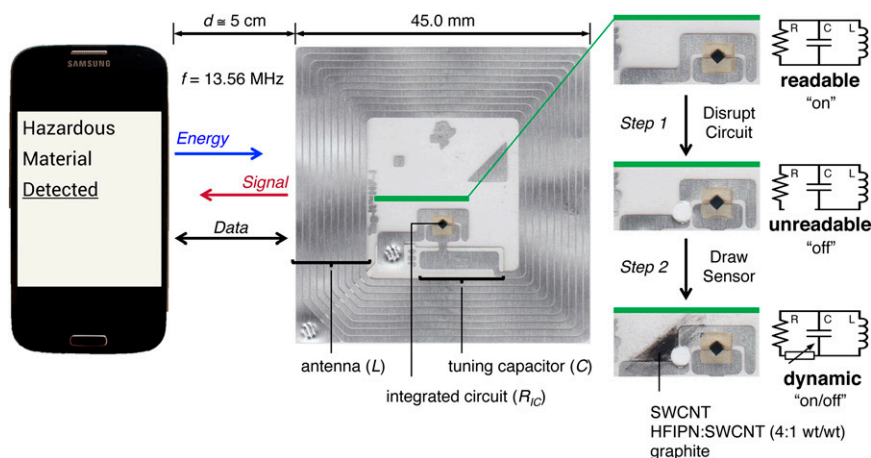 d ≅ 5 cm
45.0 mm
SAMSUNG
f = 13.56 MHz
Hazardous
Material
Detected
Energy
Signal
Data
antenna (L)
tuning capacitor (C)
integrated circuit (R_IC)
R C L
readable
“on”
Step 1
Disrupt
Circuit
R C L
unreadable
“off”
Step 2
Draw
Sensor
R C L
dynamic
“on/off”
SWCNT
HFIPN:SWCNT (4:1 wt/wt)
graphite